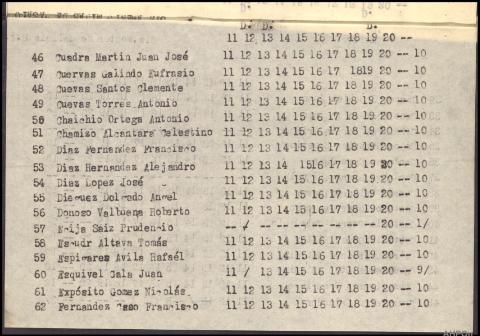 D. D.D. D.
11 12 13 14 15 16 17 18 19 20 --
46 Cuadra Martin Juan José 11 12 13 14 15 16 17 18 19 20 -- 10
47 Cuervas Galindo Eufrasio 11 12 13 14 15 16 17 1819 20 -- 10
48 Cuevas Santos Clemente 11 12 13 14 15 16 17 18 19 20 -- 10
49 Cuevas Torres Antonio 11 12 13 14 15 16 17 18 19 20 -- 10
50 Chaichio Ortega Antonio 11 12 13 14 15 16 17 18 19 20 -- 10
51 Chamizo Alcantara Celestino 11 12 13 14 15 16 17 18 19 20 -- 10
52 Diaz Fernandez Francisco 11 12 13 14 15 16 17 18 19 20 -- 10
53 Diaz Hernandez Alejandro 11 12 13 14 1516 17 18 19 20 -- 10
54 Diaz Lopez José 11 12 13 14 15 16 17 18 19 20 -- 10
55 Dieguez Delgado Angel 11 12 13 14 15 16 17 18 19 20 -- 10
56 Donoso Valbuena Roberto 11 12 13 14 15 16 17 18 19 20 -- 10
57 Ecija Saiz Prudencio -- / -- -- -- -- -- -- -- 20 -- 1/
58 Escudr Altava Tomás 11 12 13 14 15 16 17 18 19 20 -- 10
59 Espinares Avila Rafaél 11 12 13 14 15 16 17 18 19 20 -- 10
60 Esquivel Gala Juan 11 / 13 14 15 16 17 18 19 20 -- 9/
61 Expósito Gomez Nicolás 11 12 13 14 15 16 17 18 19 20 -- 10
62 Fernandez Francisco 11 12 13 14 15 16 17 18 19 20 -- 10